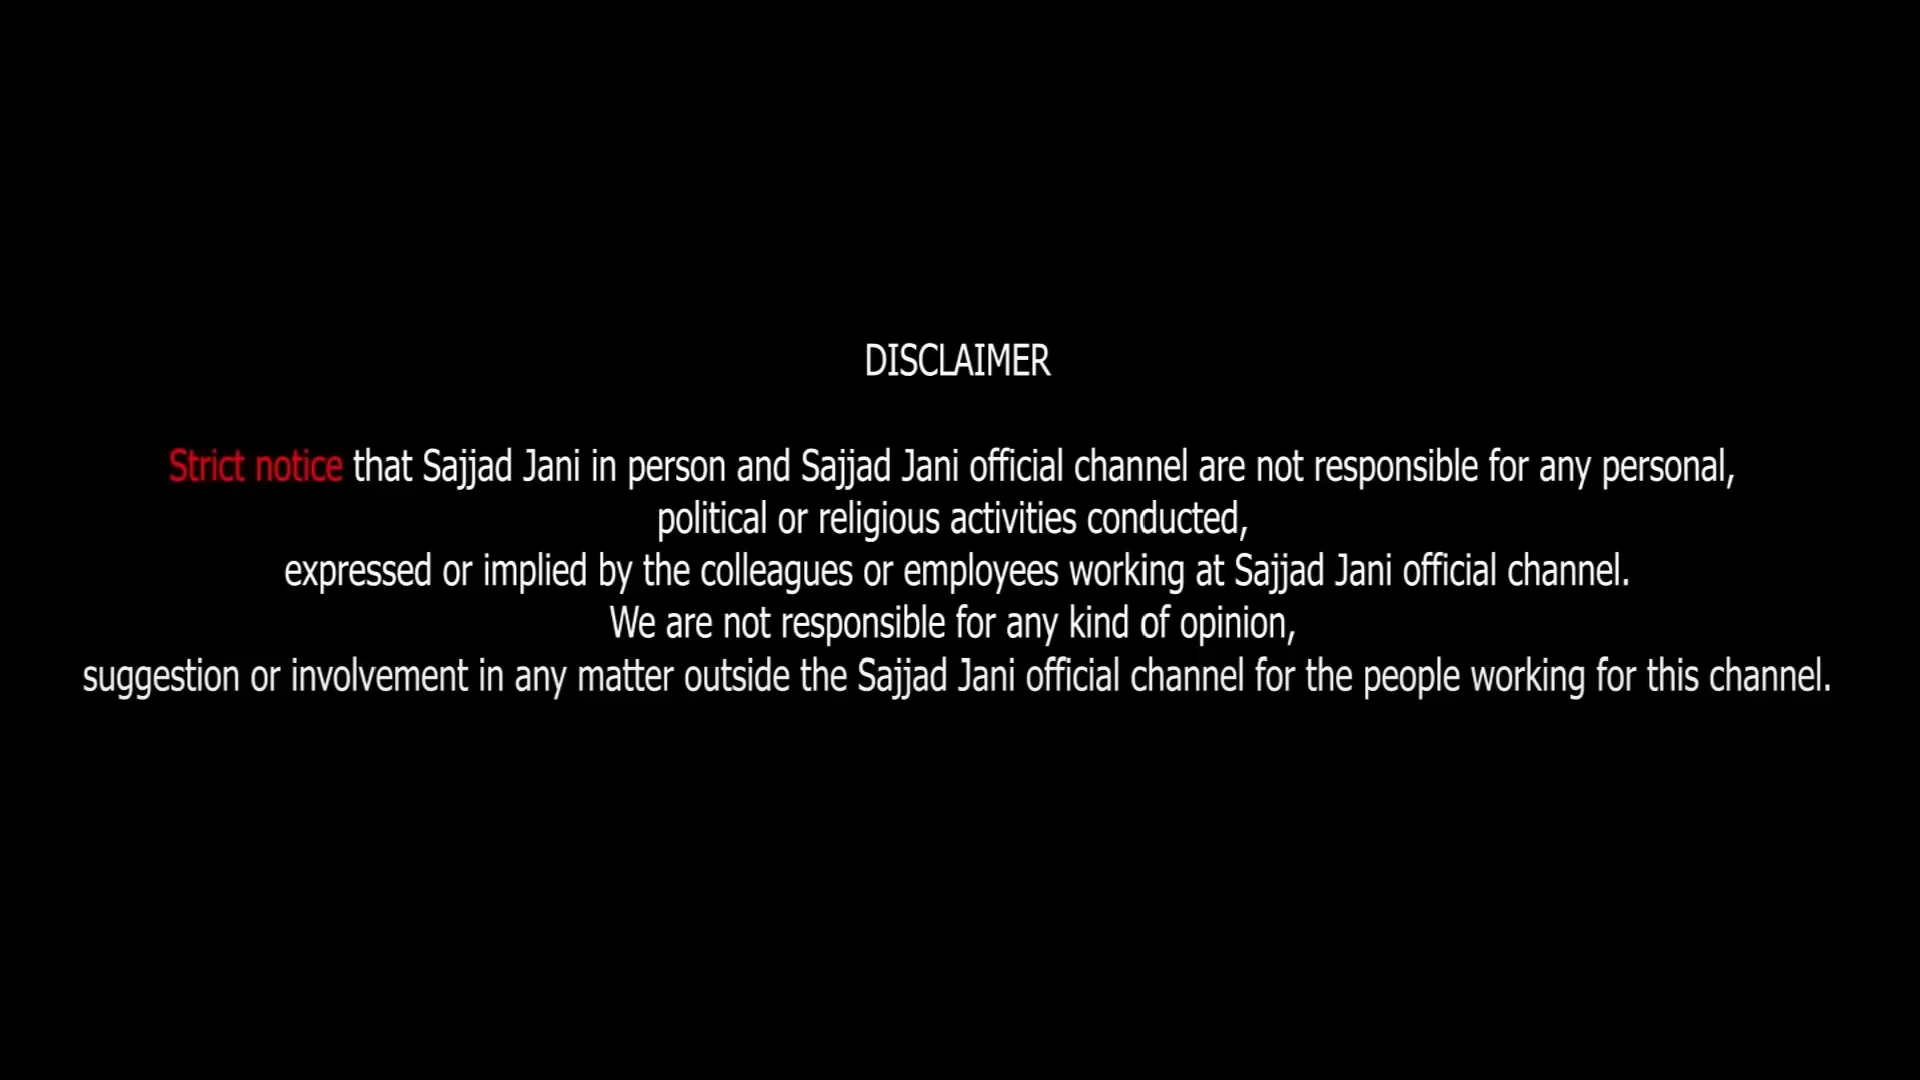 DISCLAIMER
Strict notice that Sajjad Jani in person and Sajjad Jani official channel are not responsible for any personal,
political or religious activities conducted,
expressed or implied by the colleagues or employees working at Sajjad Jani official channel.
We are not responsible for any kind of opinion,
suggestion or involvement in any matter outside the Sajjad Jani official channel for the people working for this channel.